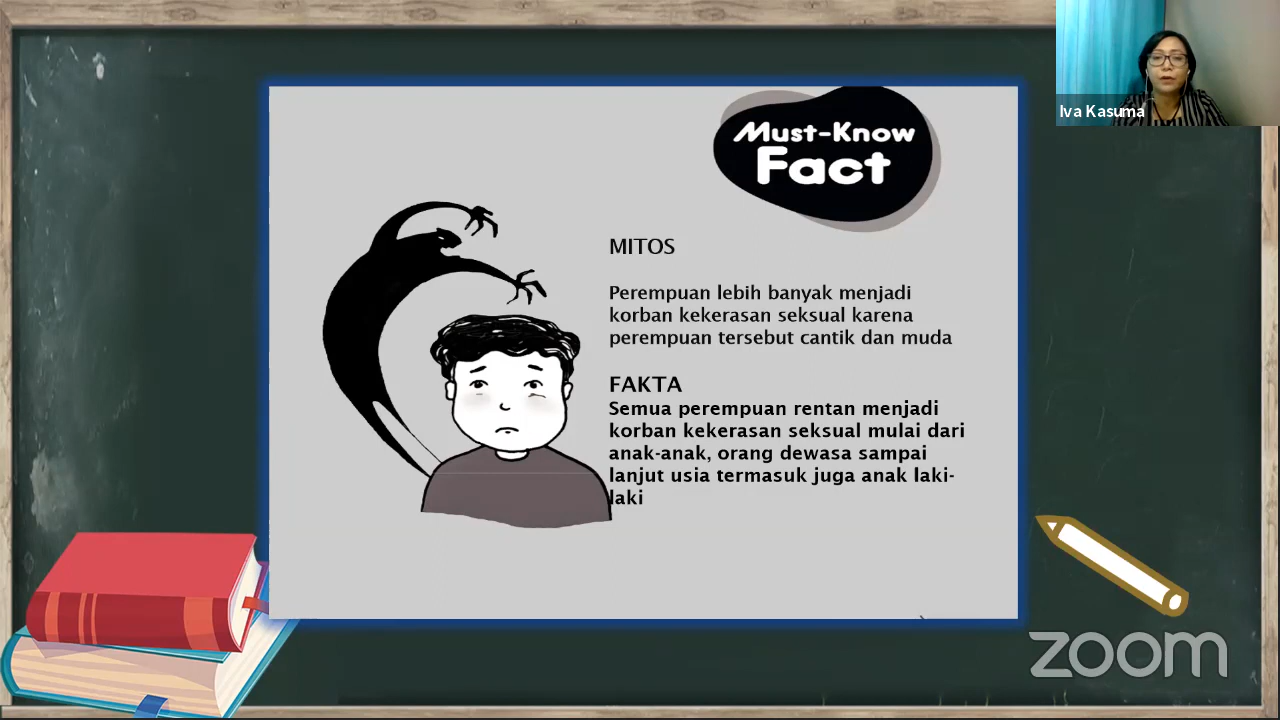 Iva Kasuma
Must-Know
Fact
MITOS
Perempuan lebih banyak menjadi
korban kekerasan seksual karena
perempuan tersebut cantik dan muda
FAKTA
Semua perempuan rentan menjadi
korban kekerasan seksual mulai dari
anak-anak, orang dewasa sampai
lanjut usia termasuk juga anak laki-
laki
zoom